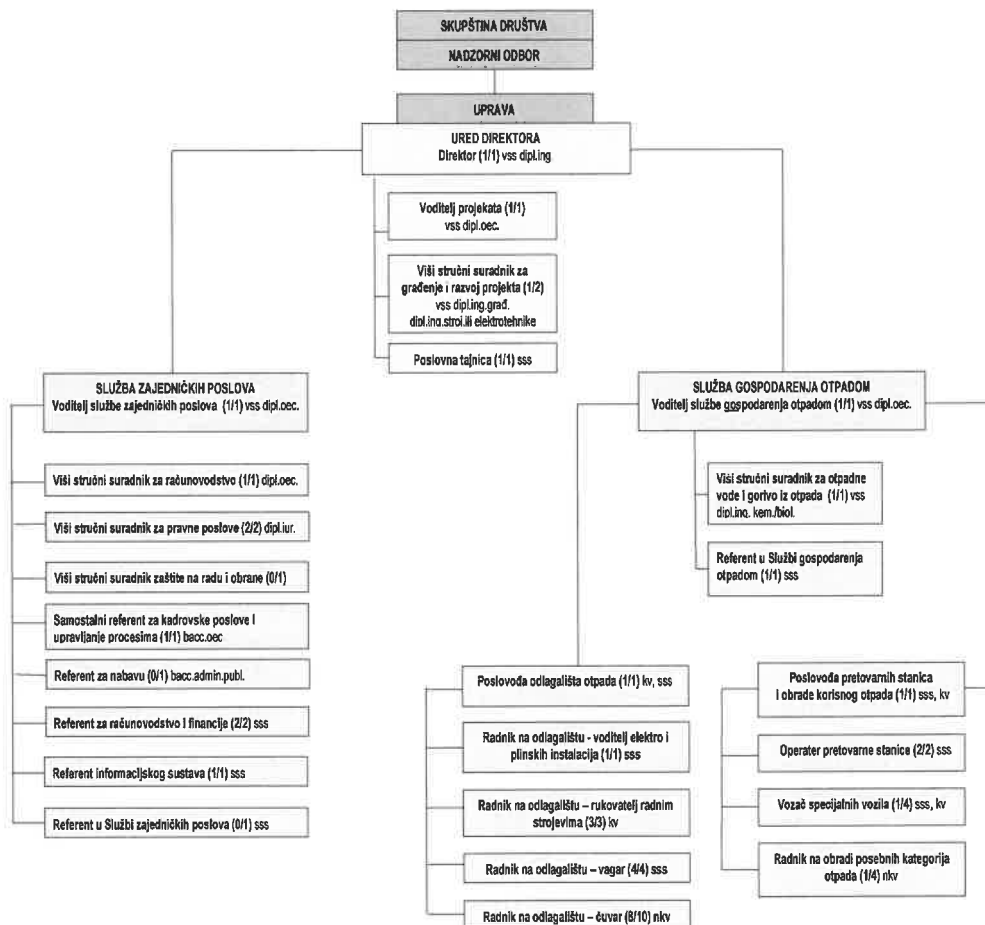 SKUPŠTINA DRUŠTVA
NADZORNI ODBOR
UPRAVA
URED DIREKTORA
Direktor (1/1) vss dipl.ing
Voditelj projekata (1/1)
vss dipl.oec.
Viši stručni suradnik za
građenje i razvoj projekta (1/2)
vss dipl.ing.građ.
dipl.ing.stroj.ili elektrotehnike
Poslovna tajnica (1/1) sss
SLUŽBA ZAJEDNIČKIH POSLOVA
Voditelj službe zajedničkih poslova (1/1) vss dipl.oec.
Viši stručni suradnik za računovodstvo (1/1) dipl.oec.
Viši stručni suradnik za pravne poslove (2/2) dipl.iur.
Viši stručni suradnik zaštite na radu i obrane (0/1)
Samostalni referent za kadrovske poslove i
upravljanje procesima (1/1) bacc.oec
Referent za nabavu (0/1) bacc.admin.publ.
Referent za računovodstvo i financije (2/2) sss
Referent informacijskog sustava (1/1) sss
Referent u Službi zajedničkih poslova (0/1) sss
SLUŽBA GOSPODARENJA OTPADOM
Voditelj službe gospodarenja otpadom (1/1) vss dipl.oec.
Viši stručni suradnik za otpadne
vode i gorivo iz otpada (1/1) vss
dipl.ing. kem./biol.
Referent u Službi gospodarenja
otpadom (1/1) sss
Poslovođa odlagališta otpada (1/1) kv, sss
Radnik na odlagalištu - voditelj elektro i
plinskih instalacija (1/1) sss
Radnik na odlagalištu – rukovatelj radnim
strojevima (3/3) kv
Radnik na odlagalištu – vagar (4/4) sss
Radnik na odlagalištu – čuvar (8/10) nkv
Poslovođa pretovarnih stanica
i obrade korisnog otpada (1/1) sss, kv
Operater pretovarne stanice (2/2) sss
Vozač specijalnih vozila (1/4) sss, kv
Radnik na obradi posebnih kategorija
otpada (1/4) nkv